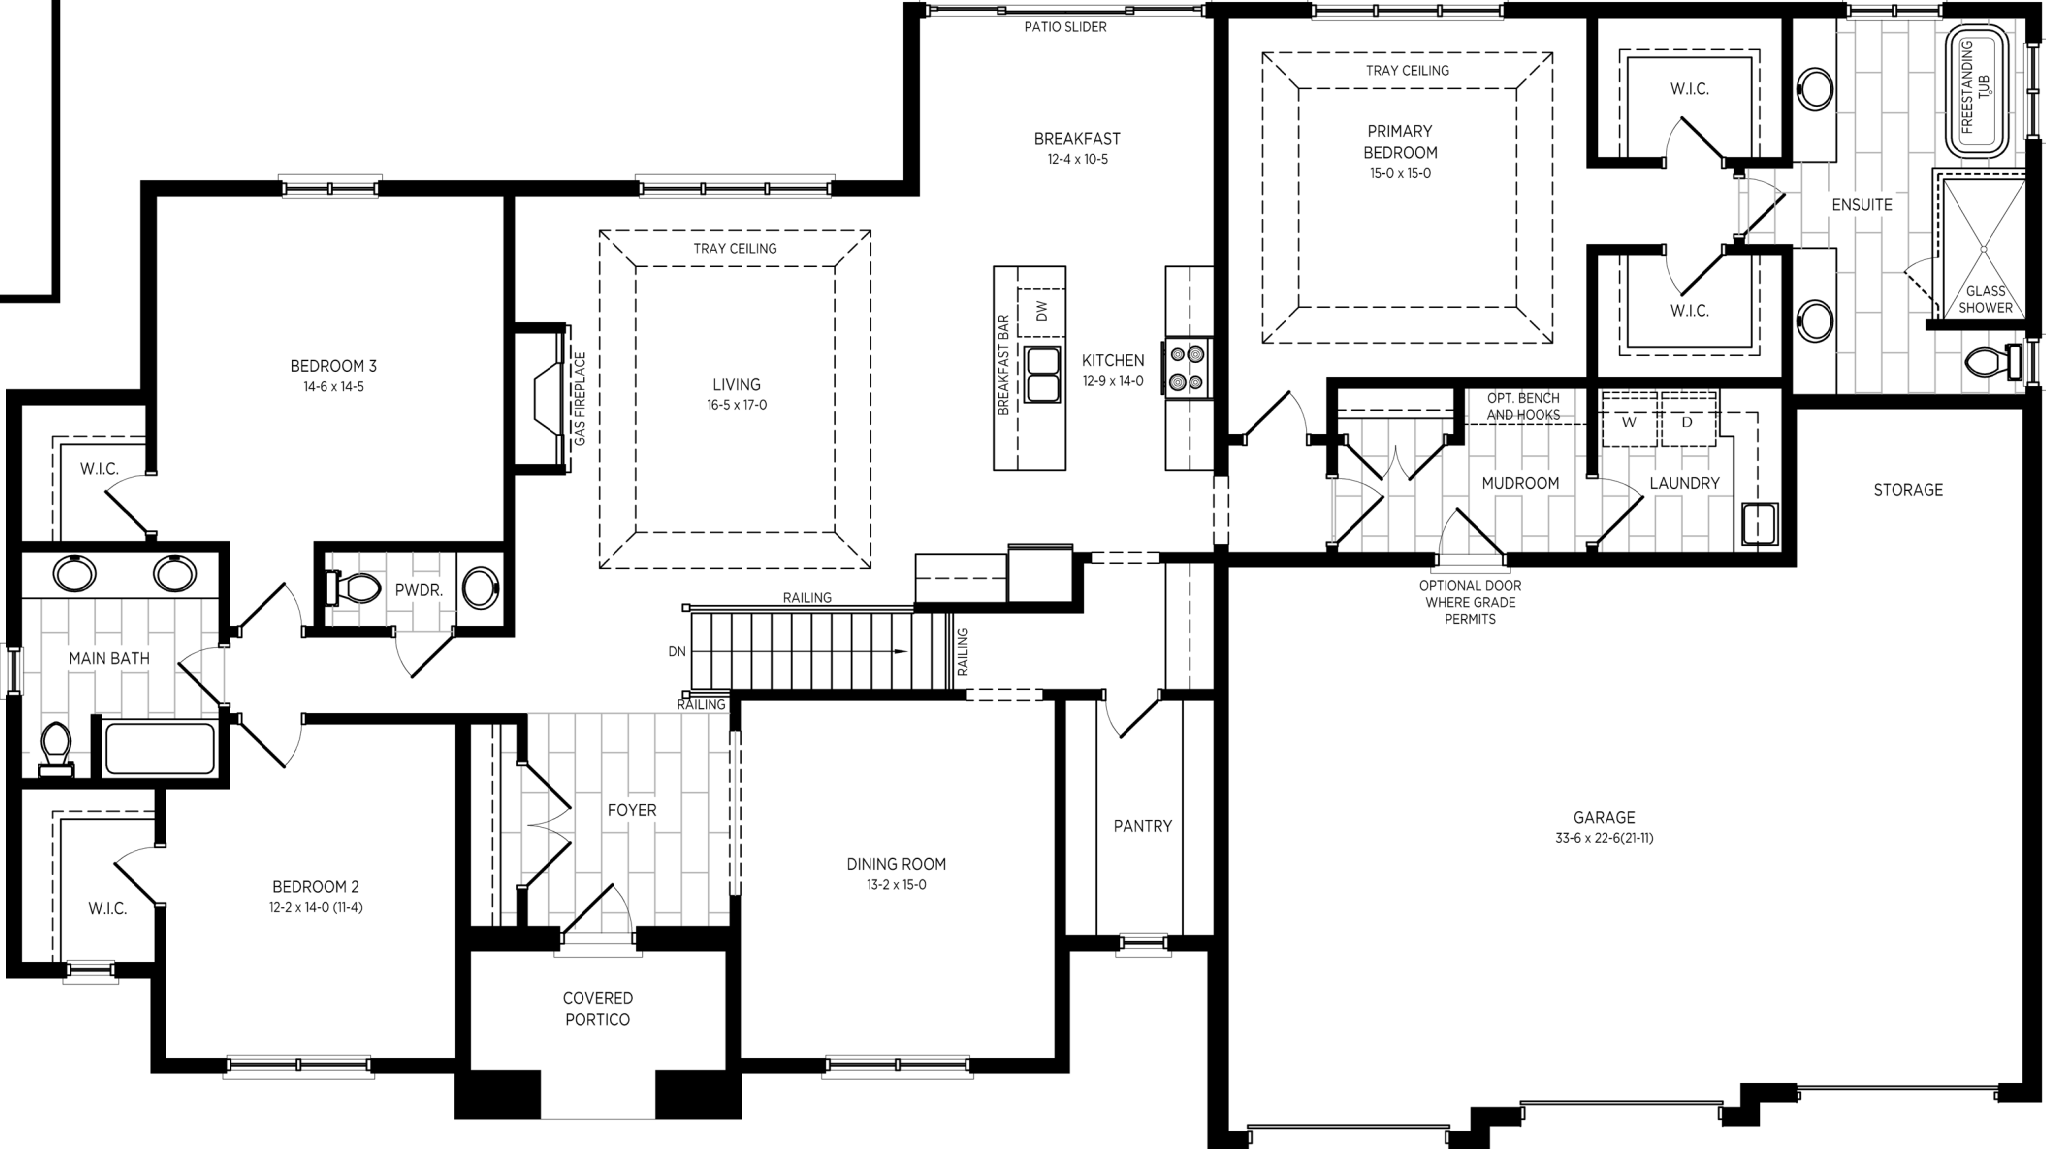 PATIO SLIDER
TRAY CEILING
W.I.C.
FREESTANDING
TUB
BREAKFAST
12-4 x 10-5
PRIMARY
BEDROOM
15-0 x 15-0
ENSUITE
TRAY CEILING
GLASS
SHOWER
W.I.C.
DW
BREAKFAST BAR
KITCHEN
12-9 x 14-0
BEDROOM 3
14-6 x 14-5
GAS FIREPLACE
LIVING
16-5 x 17-0
OPT. BENCH
AND HOOKS
W
D
W.I.C.
MUDROOM
LAUNDRY
STORAGE
PWDR.
OPTIONAL DOOR
WHERE GRADE
PERMITS
RAILING
MAIN BATH
DN
RAILING
RAILING
FOYER
PANTRY
GARAGE
33-6 x 22-6(21-11)
DINING ROOM
13-2 x 15-0
BEDROOM 2
12-2 x 14-0 (11-4)
W.I.C.
COVERED
PORTICO